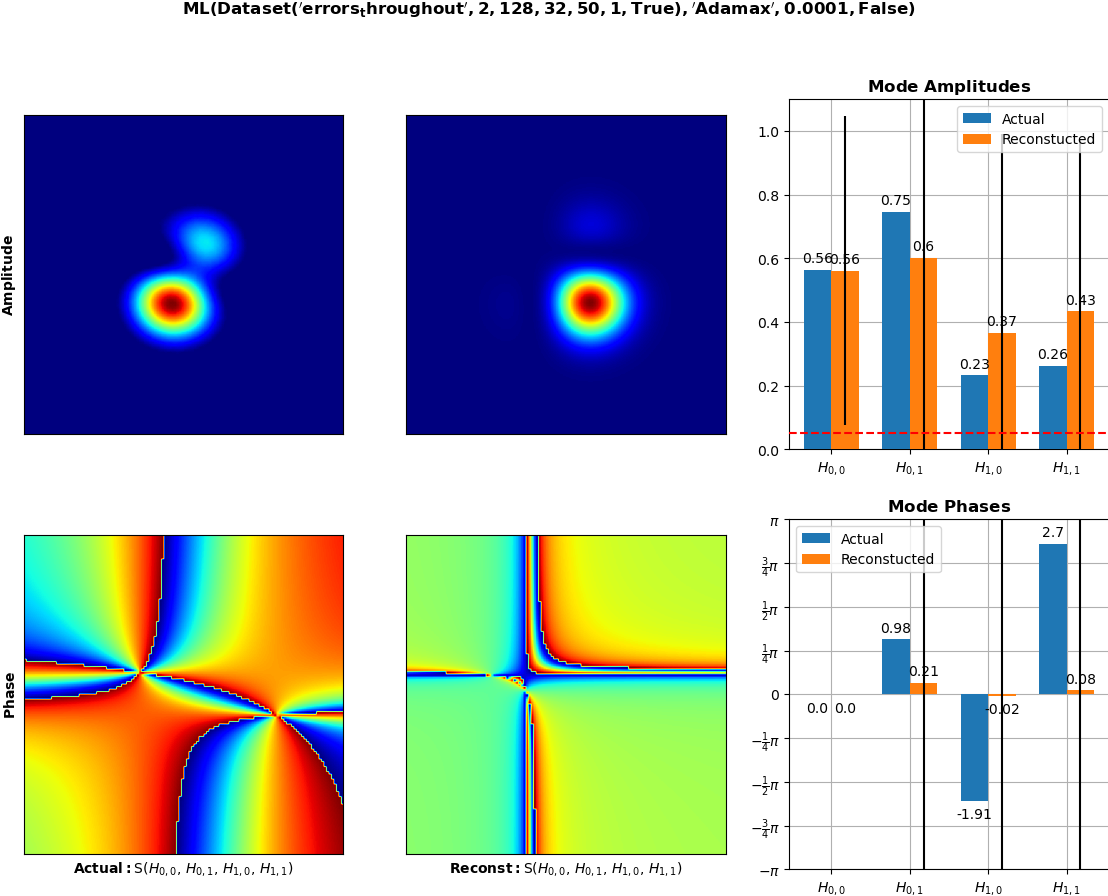 ML(Dataset('errors_throughout', 2, 128, 32, 50, 1, True), 'Adamax', 0.0001, False)
Amplitude
Mode Amplitudes
Actual
Reconstucted
1.0
0.8
0.6
0.4
0.2
0.0
0.56
0.56
0.75
0.6
0.23
0.37
0.26
0.43
H0,0
H0,1
H1,0
H1,1
Phase
Actual: S(H0,0, H0,1, H1,0, H1,1)
Reconst: S(H0,0, H0,1, H1,0, H1,1)
Mode Phases
Actual
Reconstucted
π
3/4π
1/2π
1/4π
0
−1/4π
−1/2π
−3/4π
−π
0.0
0.0
0.98
0.21
-1.91
-0.02
2.7
0.08
H0,0
H0,1
H1,0
H1,1